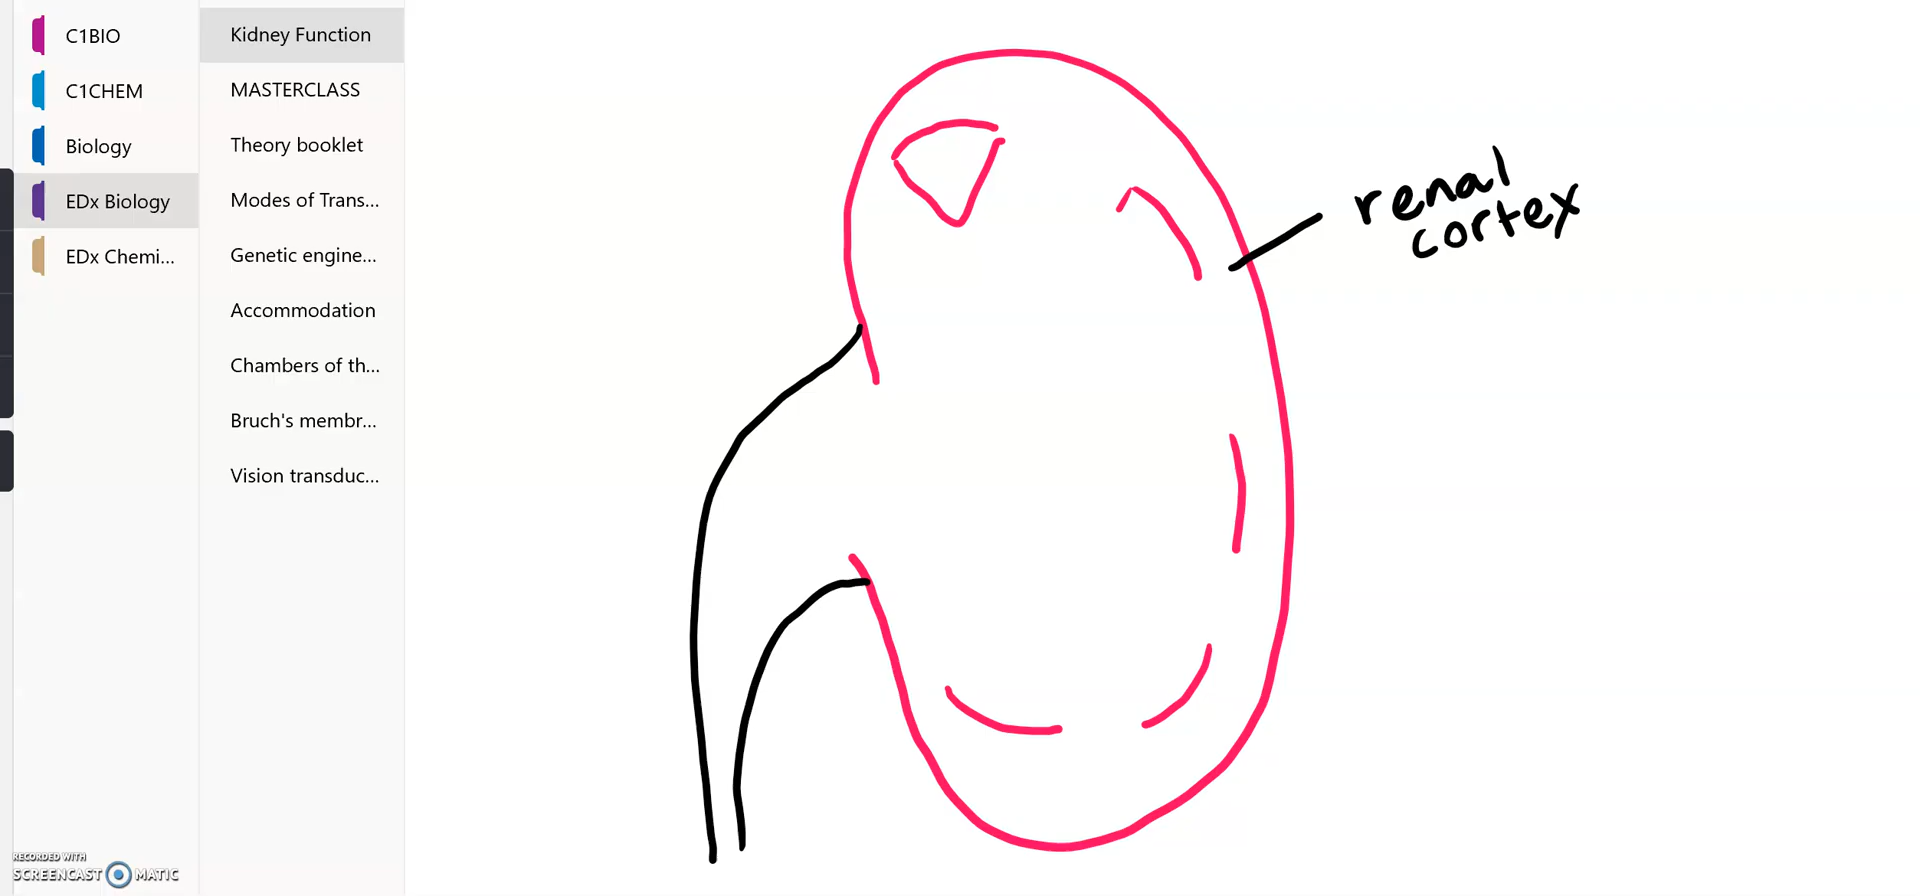 C1BIO
C1CHEM
Biology
EDx Biology
EDx Chemi...
Kidney Function
MASTERCLASS
Theory booklet
Modes of Trans...
Genetic engine...
Accommodation
Chambers of th...
Bruch's membr...
Vision transduc...
renal
cortex
RECORDED WITH
SCREENCAST MATIC